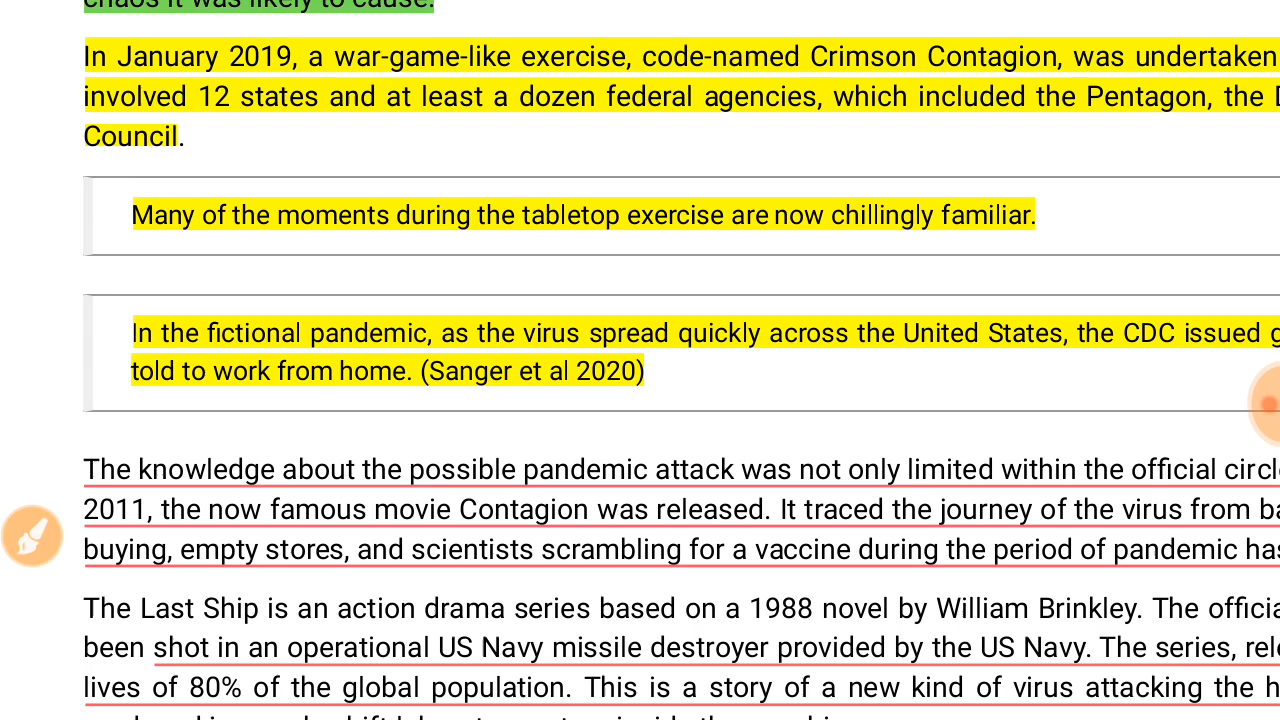 chaos it was likely to cause.
In January 2019, a war-game-like exercise, code-named Crimson Contagion, was undertaken
involved 12 states and at least a dozen federal agencies, which included the Pentagon, the
Council.
Many of the moments during the tabletop exercise are now chillingly familiar.
In the fictional pandemic, as the virus spread quickly across the United States, the CDC issued
told to work from home. (Sanger et al 2020)
The knowledge about the possible pandemic attack was not only limited within the official
2011, the now famous movie Contagion was released. It traced the journey of the virus from
buying, empty stores, and scientists scrambling for a vaccine during the period of pandemic
The Last Ship is an action drama series based on a 1988 novel by William Brinkley. The
been shot in an operational US Navy missile destroyer provided by the US Navy. The series,
lives of 80% of the global population. This is a story of a new kind of virus attacking the